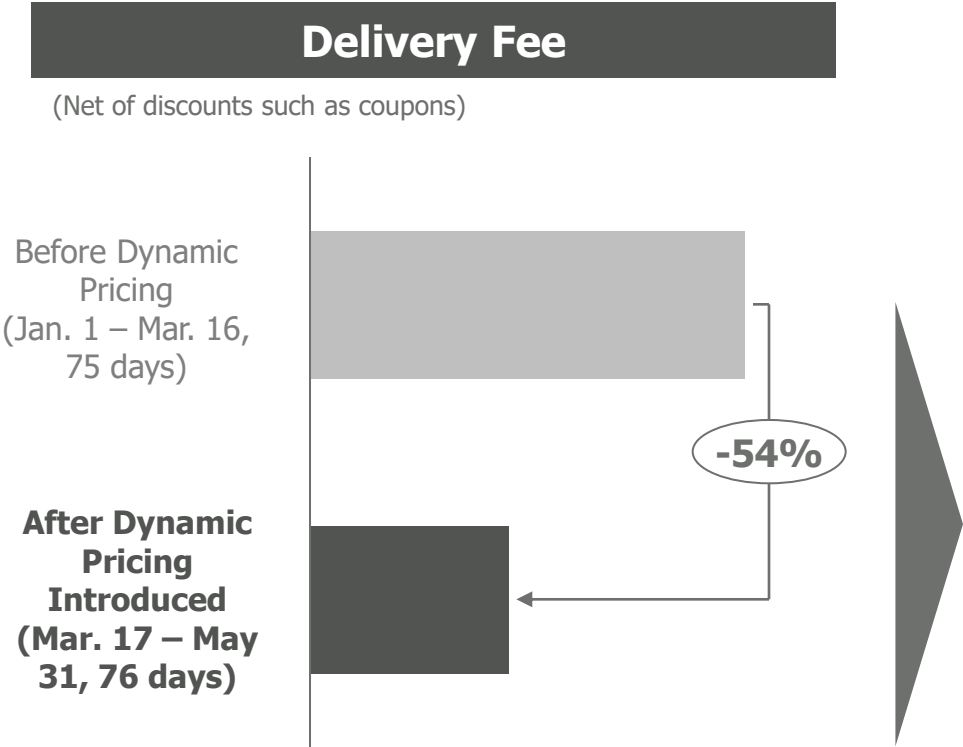 Delivery Fee
(Net of discounts such as coupons)
Before Dynamic
Pricing
(Jan. 1 – Mar. 16,
75 days)
-54%
After Dynamic
Pricing
Introduced
(Mar. 17 – May
31, 76 days)